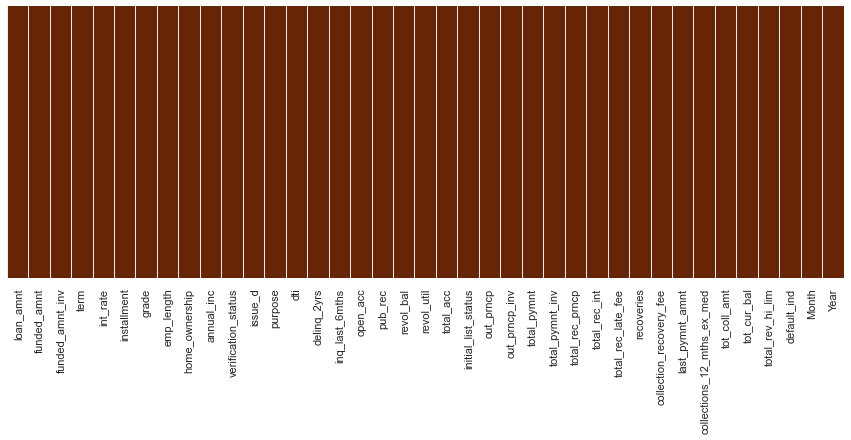 loan_amnt
funded_amnt
funded_amnt_inv
term
int_rate
installment
grade
emp_length
home_ownership
annual_inc
verification_status
issue_d
purpose
dti
delinq_2yrs
inq_last_6mths
open_acc
pub_rec
revol_bal
revol_util
total_acc
initial_list_status
out_prncp
out_prncp_inv
total_pymnt
total_pymnt_inv
total_rec_prncp
total_rec_int
total_rec_late_fee
recoveries
collection_recovery_fee
last_pymnt_amnt
collections_12_mths_ex_med
tot_coll_amt
tot_cur_bal
total_rev_hi_lim
default_ind
Month
Year